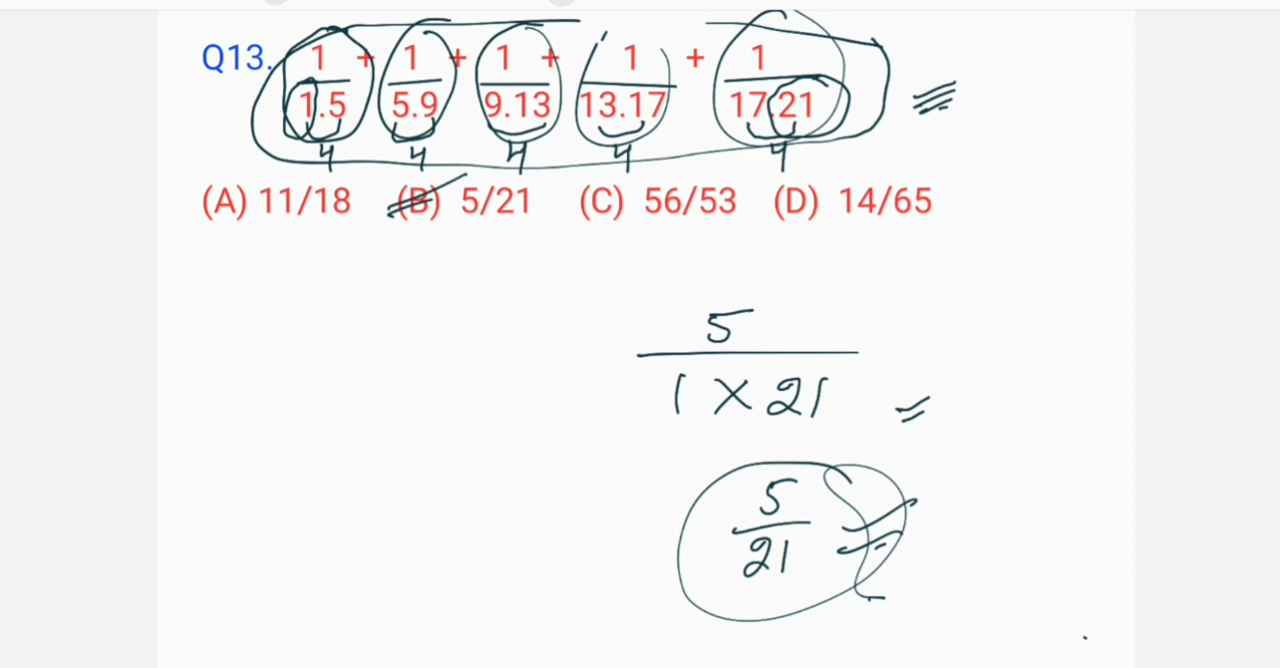 Q13. 1 + 1 + 1 + 1 + 1
1.5 5.9 9.13 13.17 17.21
4 4 4 4 4
(A) 11/18 (B) 5/21 (C) 56/53 (D) 14/65
5
1 × 21 =
5
21